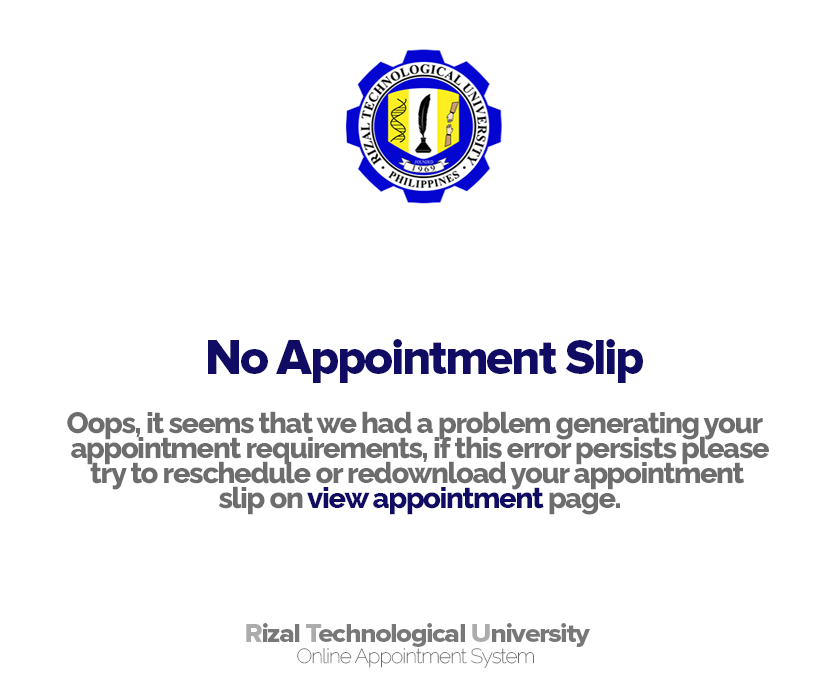 RIZAL TECHNOLOGICAL UNIVERSITY
FOUNDED
1969
• PHILIPPINES •
No Appointment Slip
Oops, it seems that we had a problem generating your
appointment requirements, if this error persists please
try to reschedule or redownload your appointment
slip on view appointment page.
Rizal Technological University
Online Appointment System